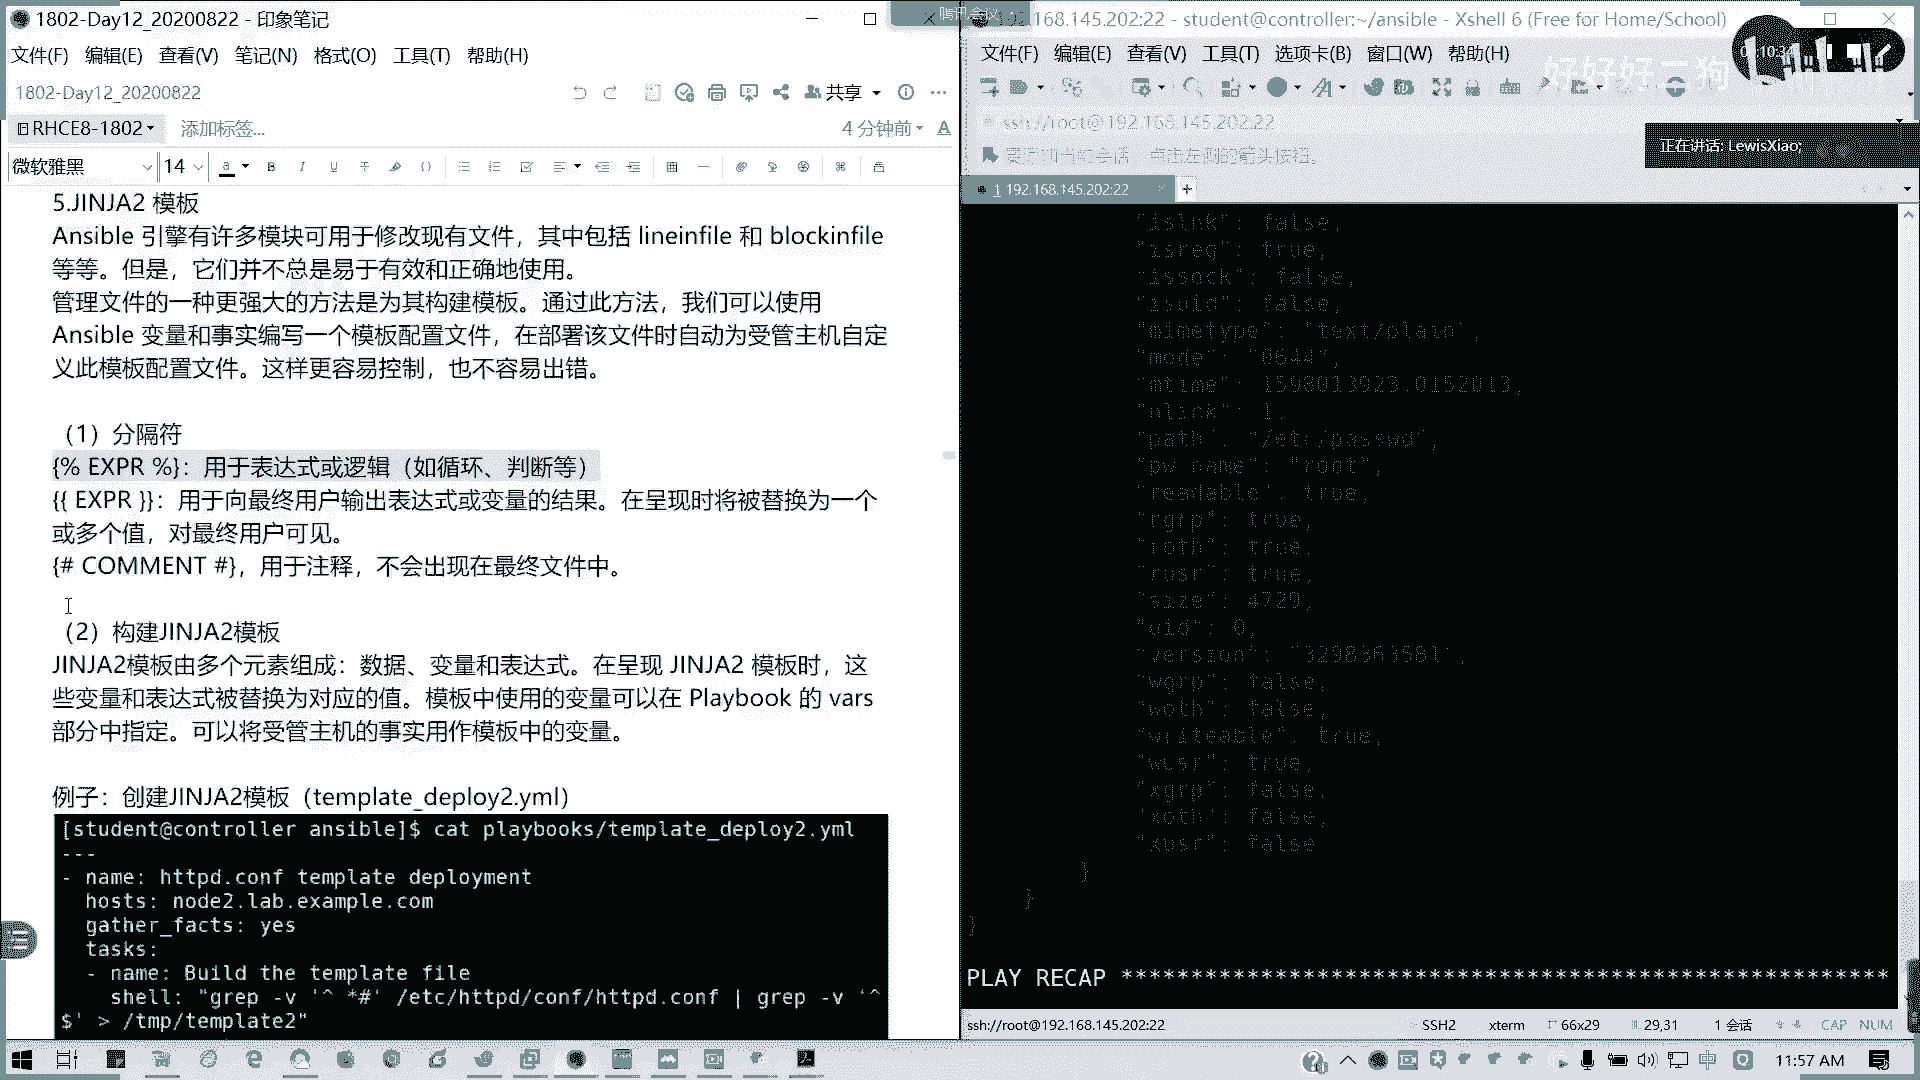 1802-Day12_20200822 - 印象笔记
文件(F) 编辑(E) 查看(V) 笔记(N) 格式(O) 工具(T) 帮助(H)
1802-Day12_20200822
共享
RHCE8-1802
添加标签...
4 分钟前
微软雅黑
14
5.JINJA2 模板
Ansible 引擎有许多模块可用于修改现有文件，其中包括 lineinfile 和 blockinfile
等等。但是，它们并不总是易于有效和正确地使用。
管理文件的一种更强大的方法是为其构建模板。通过此方法，我们可以使用
Ansible 变量和事实编写一个模板配置文件，在部署该文件时自动为受管主机自定
义此模板配置文件。这样更容易控制，也不容易出错。
（1）分隔符
{% EXPR %}：用于表达式或逻辑（如循环、判断等）
{{ EXPR }}：用于向最终用户输出表达式或变量的结果。在呈现时将被替换为一个
或多个值，对最终用户可见。
{# COMMENT #}，用于注释，不会出现在最终文件中。
（2）构建JINJA2模板
JINJA2模板由多个元素组成：数据、变量和表达式。在呈现 JINJA2 模板时，这
些变量和表达式被替换为对应的值。模板中使用的变量可以在 Playbook 的 vars
部分中指定。可以将受管主机的事实用作模板中的变量。
例子：创建JINJA2模板（template_deploy2.yml）
[student@controller ansible]$ cat playbooks/template_deploy2.yml
---
- name: httpd.conf template deployment
hosts: node2.lab.example.com
gather_facts: yes
tasks:
- name: Build the template file
shell: "grep -v '^ *#' /etc/httpd/conf/httpd.conf | grep -v '^
$' > /tmp/template2"
腾讯会议
168.145.202:22 - student@controller:~/ansible - Xshell 6 (Free for Home/School)
文件(F) 编辑(E) 查看(V) 工具(T) 选项卡(B) 窗口(W) 帮助(H)
好好好二狗
ssh://root@192.168.145.202:22
正在讲话: LewisXiao;
1 192.168.145.202:22
"islnk": false,
"isreg": true,
"issock": false,
"isuid": false,
"mimetype": "text/plain",
"mode": "0644",
"mtime": 1598013923.0152013,
"nlink": 1,
"path": "/etc/passwd",
"pw_name": "root",
"readable": true,
"rgrp": true,
"roth": true,
"rusr": true,
"size": 4729,
"uid": 0,
"version": "3298363581",
"wgrp": false,
"woth": false,
"writeable": true,
"wusr": true,
"xgrp": false,
"xoth": false,
"xusr": false
}
}
}
PLAY RECAP *******************************************************
ssh://root@192.168.145.202:22
SSH2
xterm
66x29
29,31
1 会话
CAP NUM
中
11:57 AM